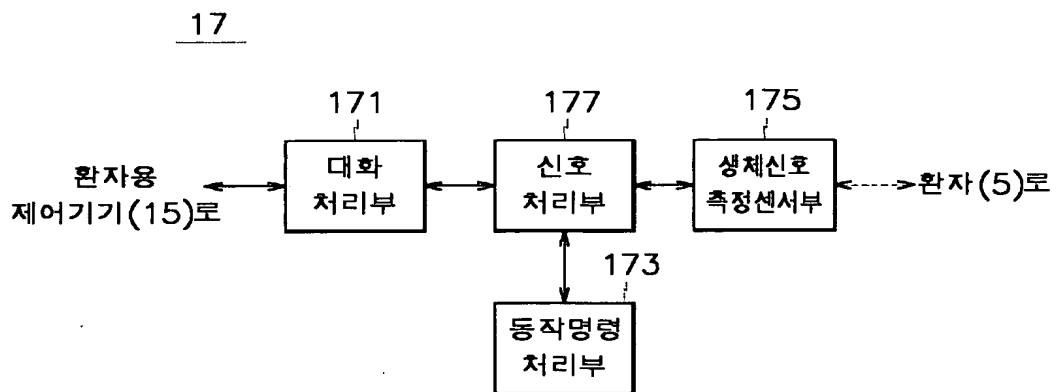 17
171
177
175
환자용
제어기기(15)로
대화
처리부
신호
처리부
생체신호
측정센서부
환자(5)로
173
동작명령
처리부